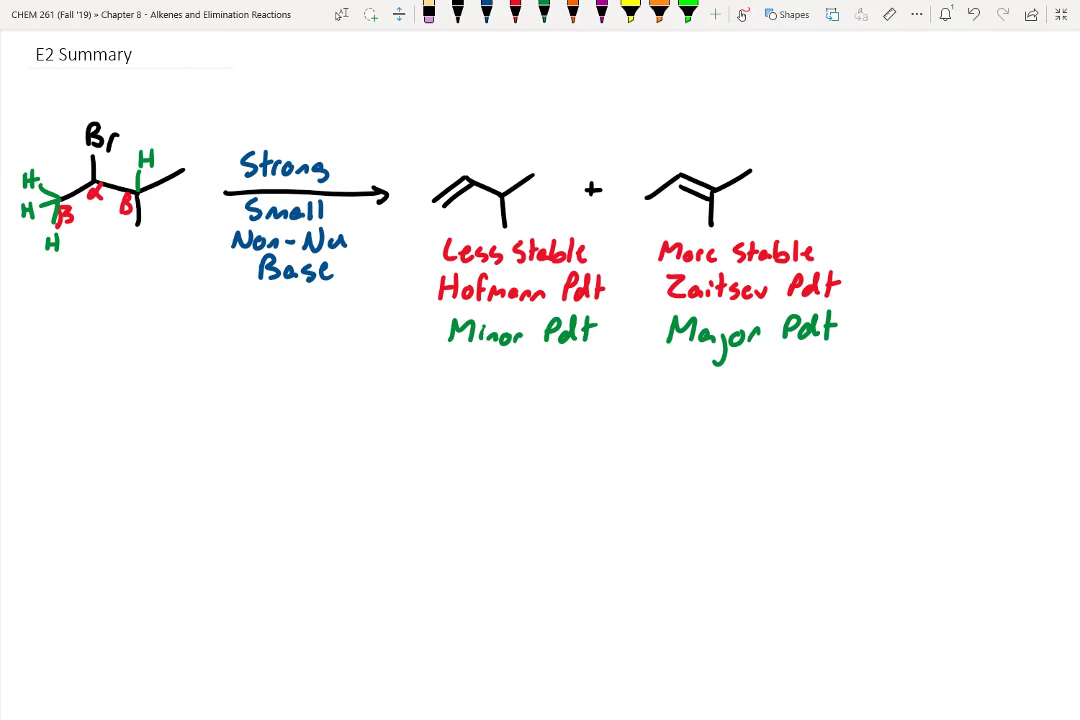 CHEM 261 (Fall '19) » Chapter 8 - Alkenes and Elimination Reactions
Shapes
E2 Summary
Br
H
H
H
H
β
α
β
Strong
Small
Non-Nu
Base
+
Less Stable
Hofmann Pdt
Minor Pdt
More Stable
Zaitsev Pdt
Major Pdt